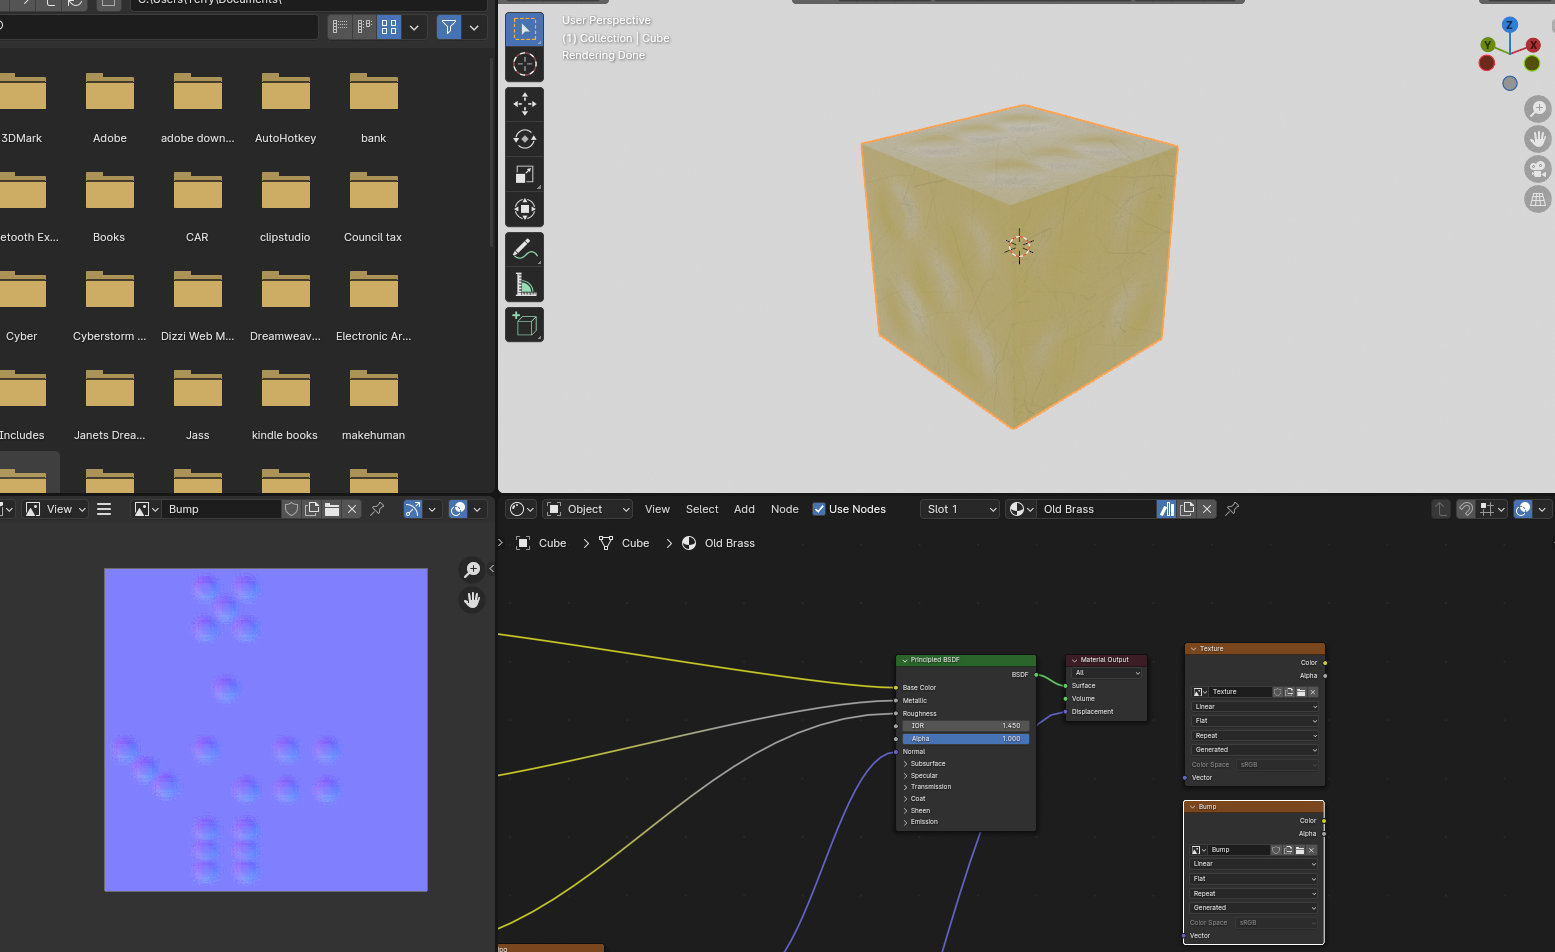 C:\Users\Terry\Documents\
3DMark
Adobe
adobe down...
AutoHotkey
bank
etooth Ex...
Books
CAR
clipstudio
Council tax
Cyber
Cyberstorm ...
Dizzi Web M...
Dreamweav...
Electronic Ar...
Includes
Janets Drea...
Jass
kindle books
makehuman
User Perspective
(1) Collection | Cube
Rendering Done
Z
Y
X
View
Bump
Object
View
Select
Add
Node
Use Nodes
Slot 1
Old Brass
Cube
Cube
Old Brass
Principled BSDF
BSDF
Base Color
Metallic
Roughness
IOR 1.450
Alpha 1.000
Normal
Subsurface
Specular
Transmission
Coat
Sheen
Emission
Material Output
All
Surface
Volume
Displacement
Texture
Color
Alpha
Texture
Linear
Flat
Repeat
Generated
Color Space sRGB
Vector
Bump
Color
Alpha
Bump
Linear
Flat
Repeat
Generated
Color Space sRGB
Vector